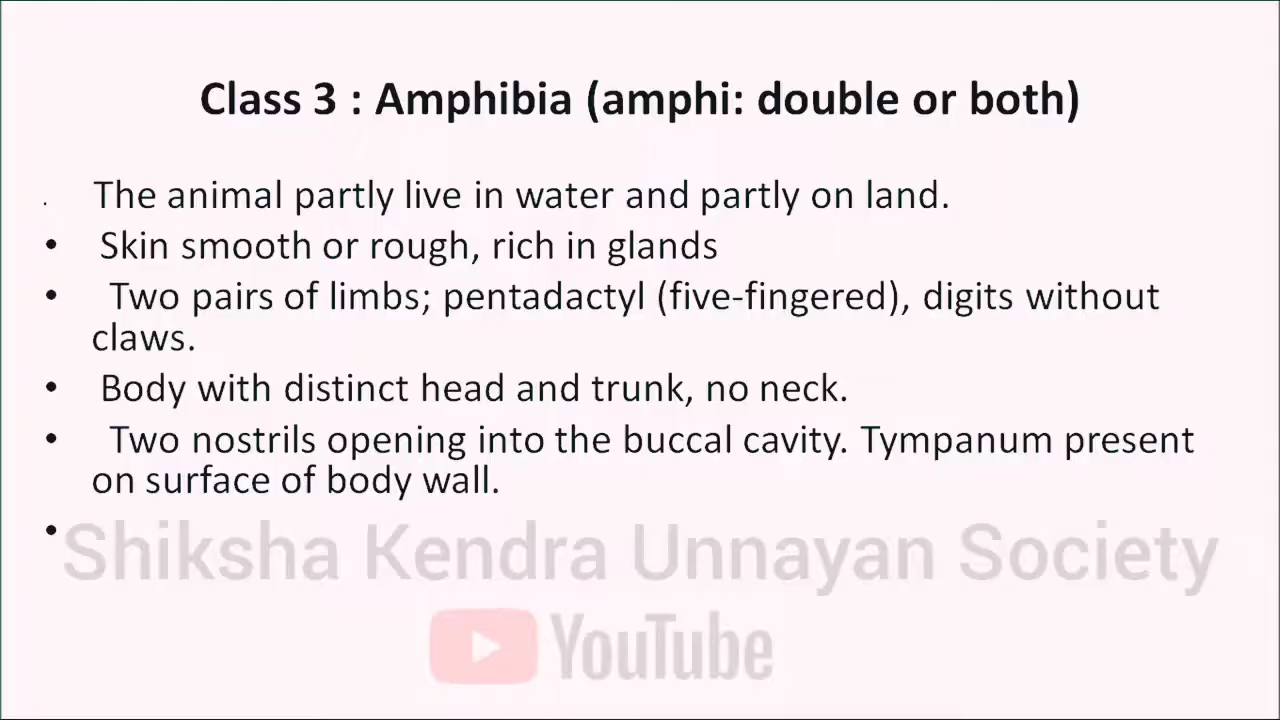 Class 3 : Amphibia (amphi: double or both)
. The animal partly live in water and partly on land.
• Skin smooth or rough, rich in glands
• Two pairs of limbs; pentadactyl (five-fingered), digits without
claws.
• Body with distinct head and trunk, no neck.
• Two nostrils opening into the buccal cavity. Tympanum present
on surface of body wall.
•
Shiksha Kendra Unnayan Society
YouTube